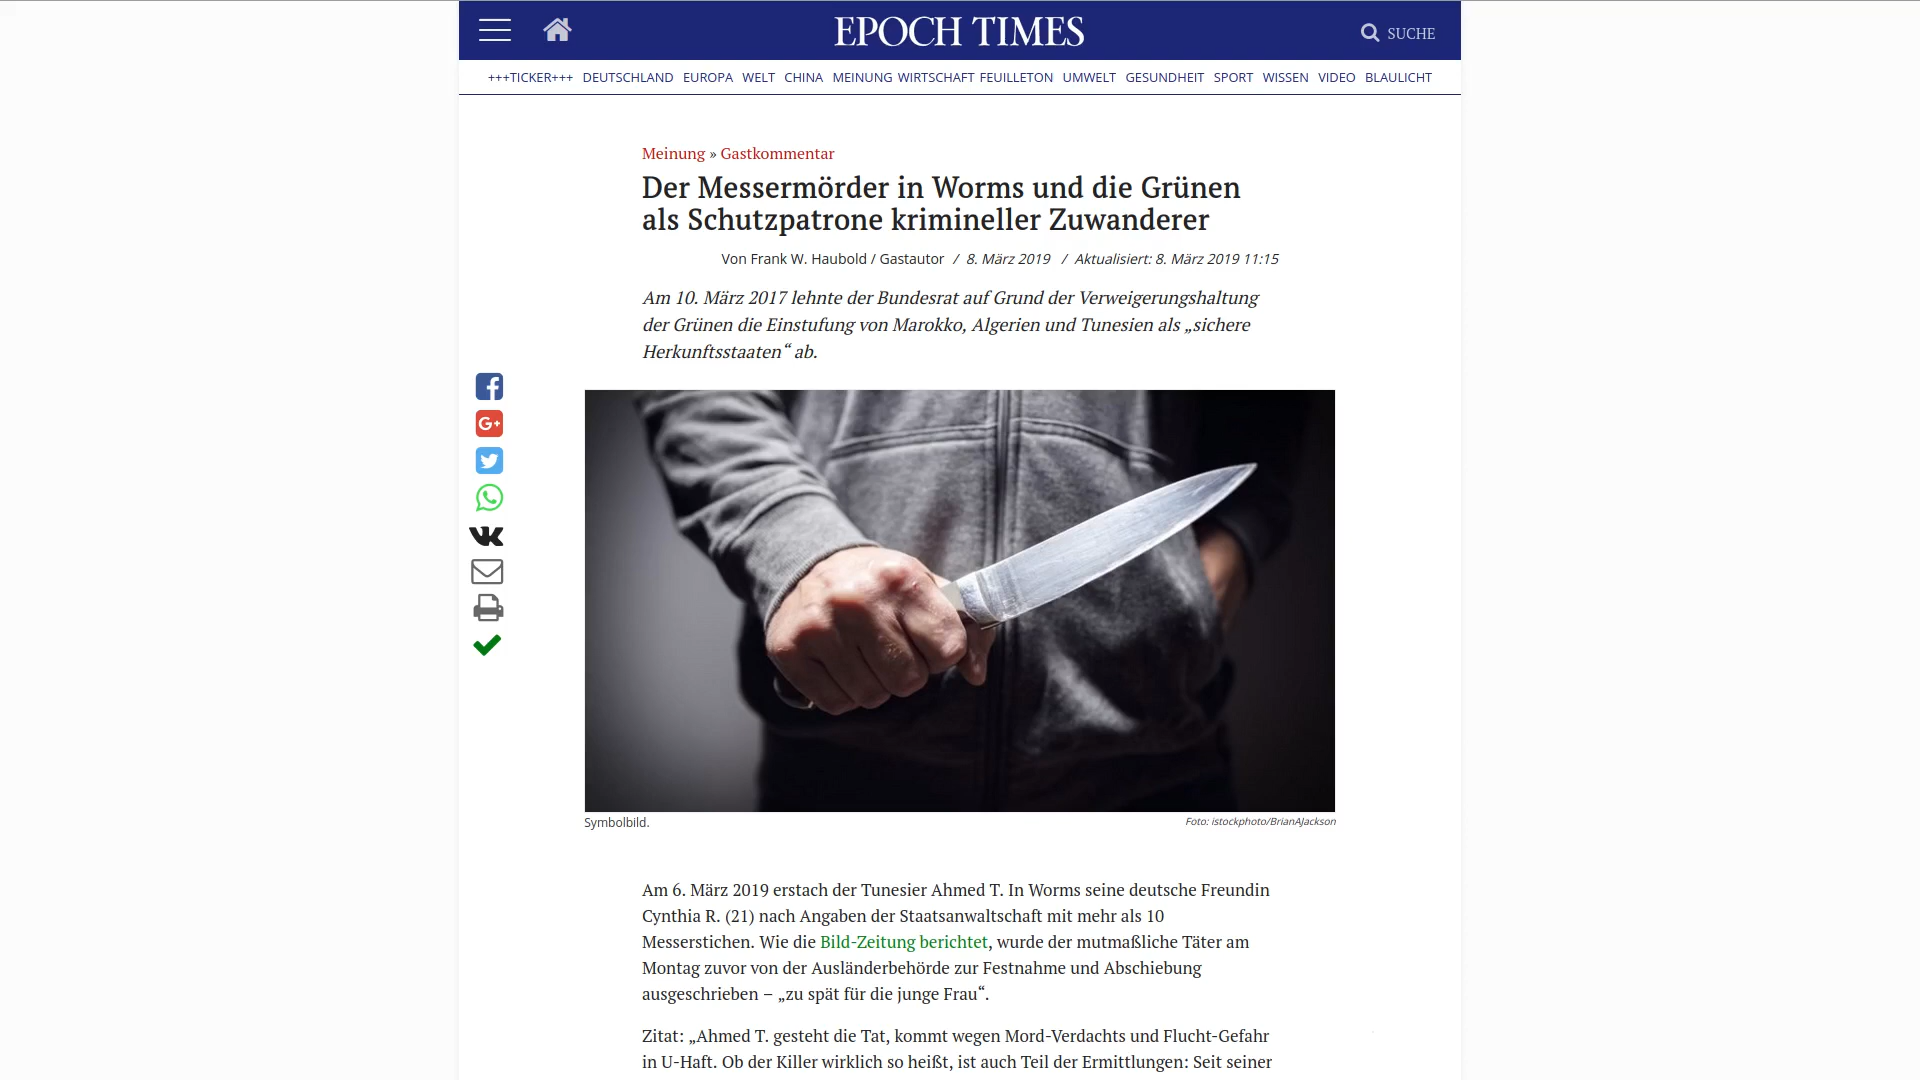 EPOCH TIMES
SUCHE
+++TICKER+++ DEUTSCHLAND EUROPA WELT CHINA MEINUNG WIRTSCHAFT FEUILLETON UMWELT GESUNDHEIT SPORT WISSEN VIDEO BLAULICHT
Meinung » Gastkommentar
Der Messermörder in Worms und die Grünen
als Schutzpatrone krimineller Zuwanderer
Von Frank W. Haubold / Gastautor / 8. März 2019 / Aktualisiert: 8. März 2019 11:15
Am 10. März 2017 lehnte der Bundesrat auf Grund der Verweigerungshaltung
der Grünen die Einstufung von Marokko, Algerien und Tunesien als „sichere
Herkunftsstaaten“ ab.
Symbolbild.
Foto: istockphoto/BrianAJackson
Am 6. März 2019 erstach der Tunesier Ahmed T. In Worms seine deutsche Freundin
Cynthia R. (21) nach Angaben der Staatsanwaltschaft mit mehr als 10
Messerstichen. Wie die Bild-Zeitung berichtet, wurde der mutmaßliche Täter am
Montag zuvor von der Ausländerbehörde zur Festnahme und Abschiebung
ausgeschrieben – „zu spät für die junge Frau“.
Zitat: „Ahmed T. gesteht die Tat, kommt wegen Mord-Verdachts und Flucht-Gefahr
in U-Haft. Ob der Killer wirklich so heißt, ist auch Teil der Ermittlungen: Seit seiner